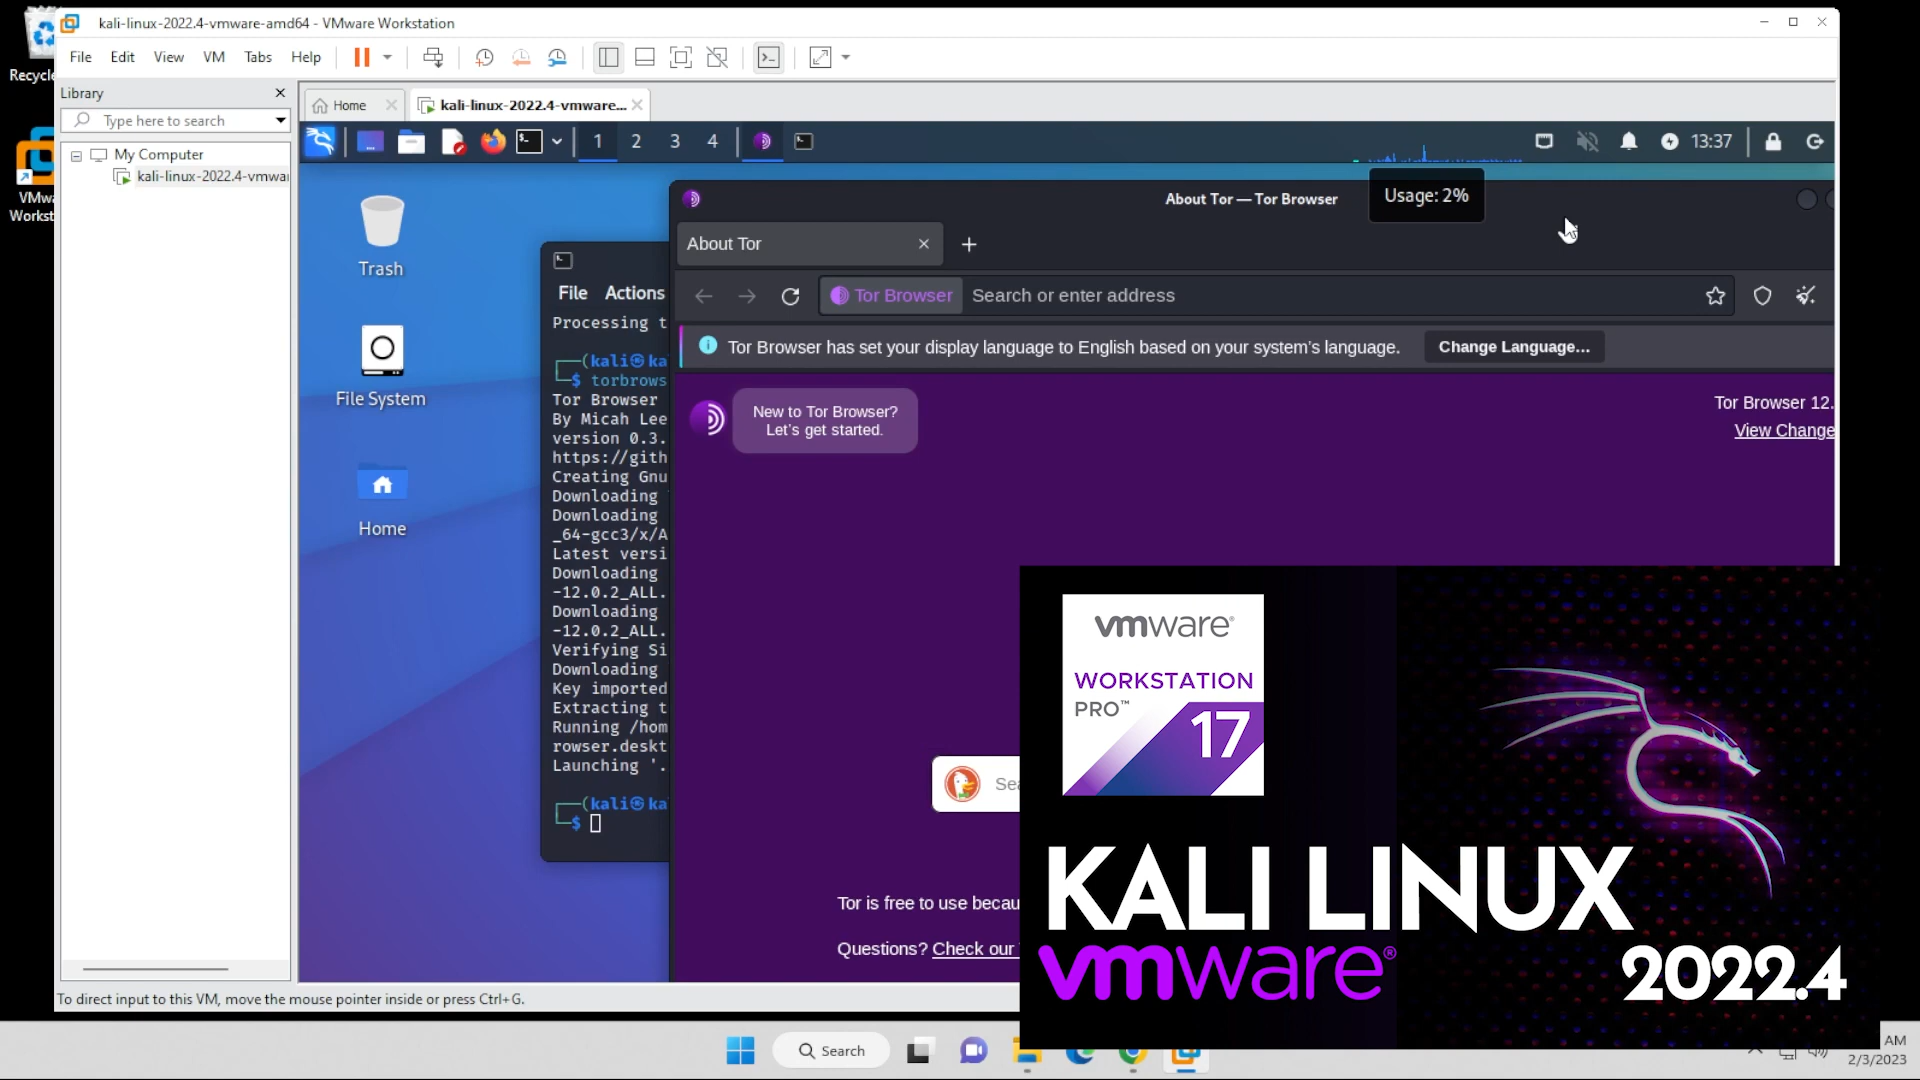 kali-linux-2022.4-vmware-amd64 - VMware Workstation
File Edit View VM Tabs Help
Recycle
Library
Type here to search
My Computer
kali-linux-2022.4-vmwar
VMwa
Workst
Home
kali-linux-2022.4-vmware...
1 2 3 4
13:37
Usage: 2%
Trash
File System
Home
File Actions
Processing t
(kali㉿ka
$ torbrows
Tor Browser
By Micah Lee
version 0.3.
https://gith
Creating Gnu
Downloading
Downloading
_64-gcc3/x/A
Latest versi
Downloading
-12.0.2_ALL.
Downloading
-12.0.2_ALL.
Verifying Si
Downloading
Key imported
Extracting t
Running /hom
rowser.deskt
Launching '.
(kali㉿ka
$
About Tor — Tor Browser
About Tor
Tor Browser
Search or enter address
Tor Browser has set your display language to English based on your system's language.
Change Language...
New to Tor Browser?
Let's get started.
Tor Browser 12.
View Change
Sea
Tor is free to use becau
Questions? Check our
vmware®
WORKSTATION
PRO™
17
KALI LINUX
vmware®
2022.4
To direct input to this VM, move the mouse pointer inside or press Ctrl+G.
Search
AM
2/3/2023